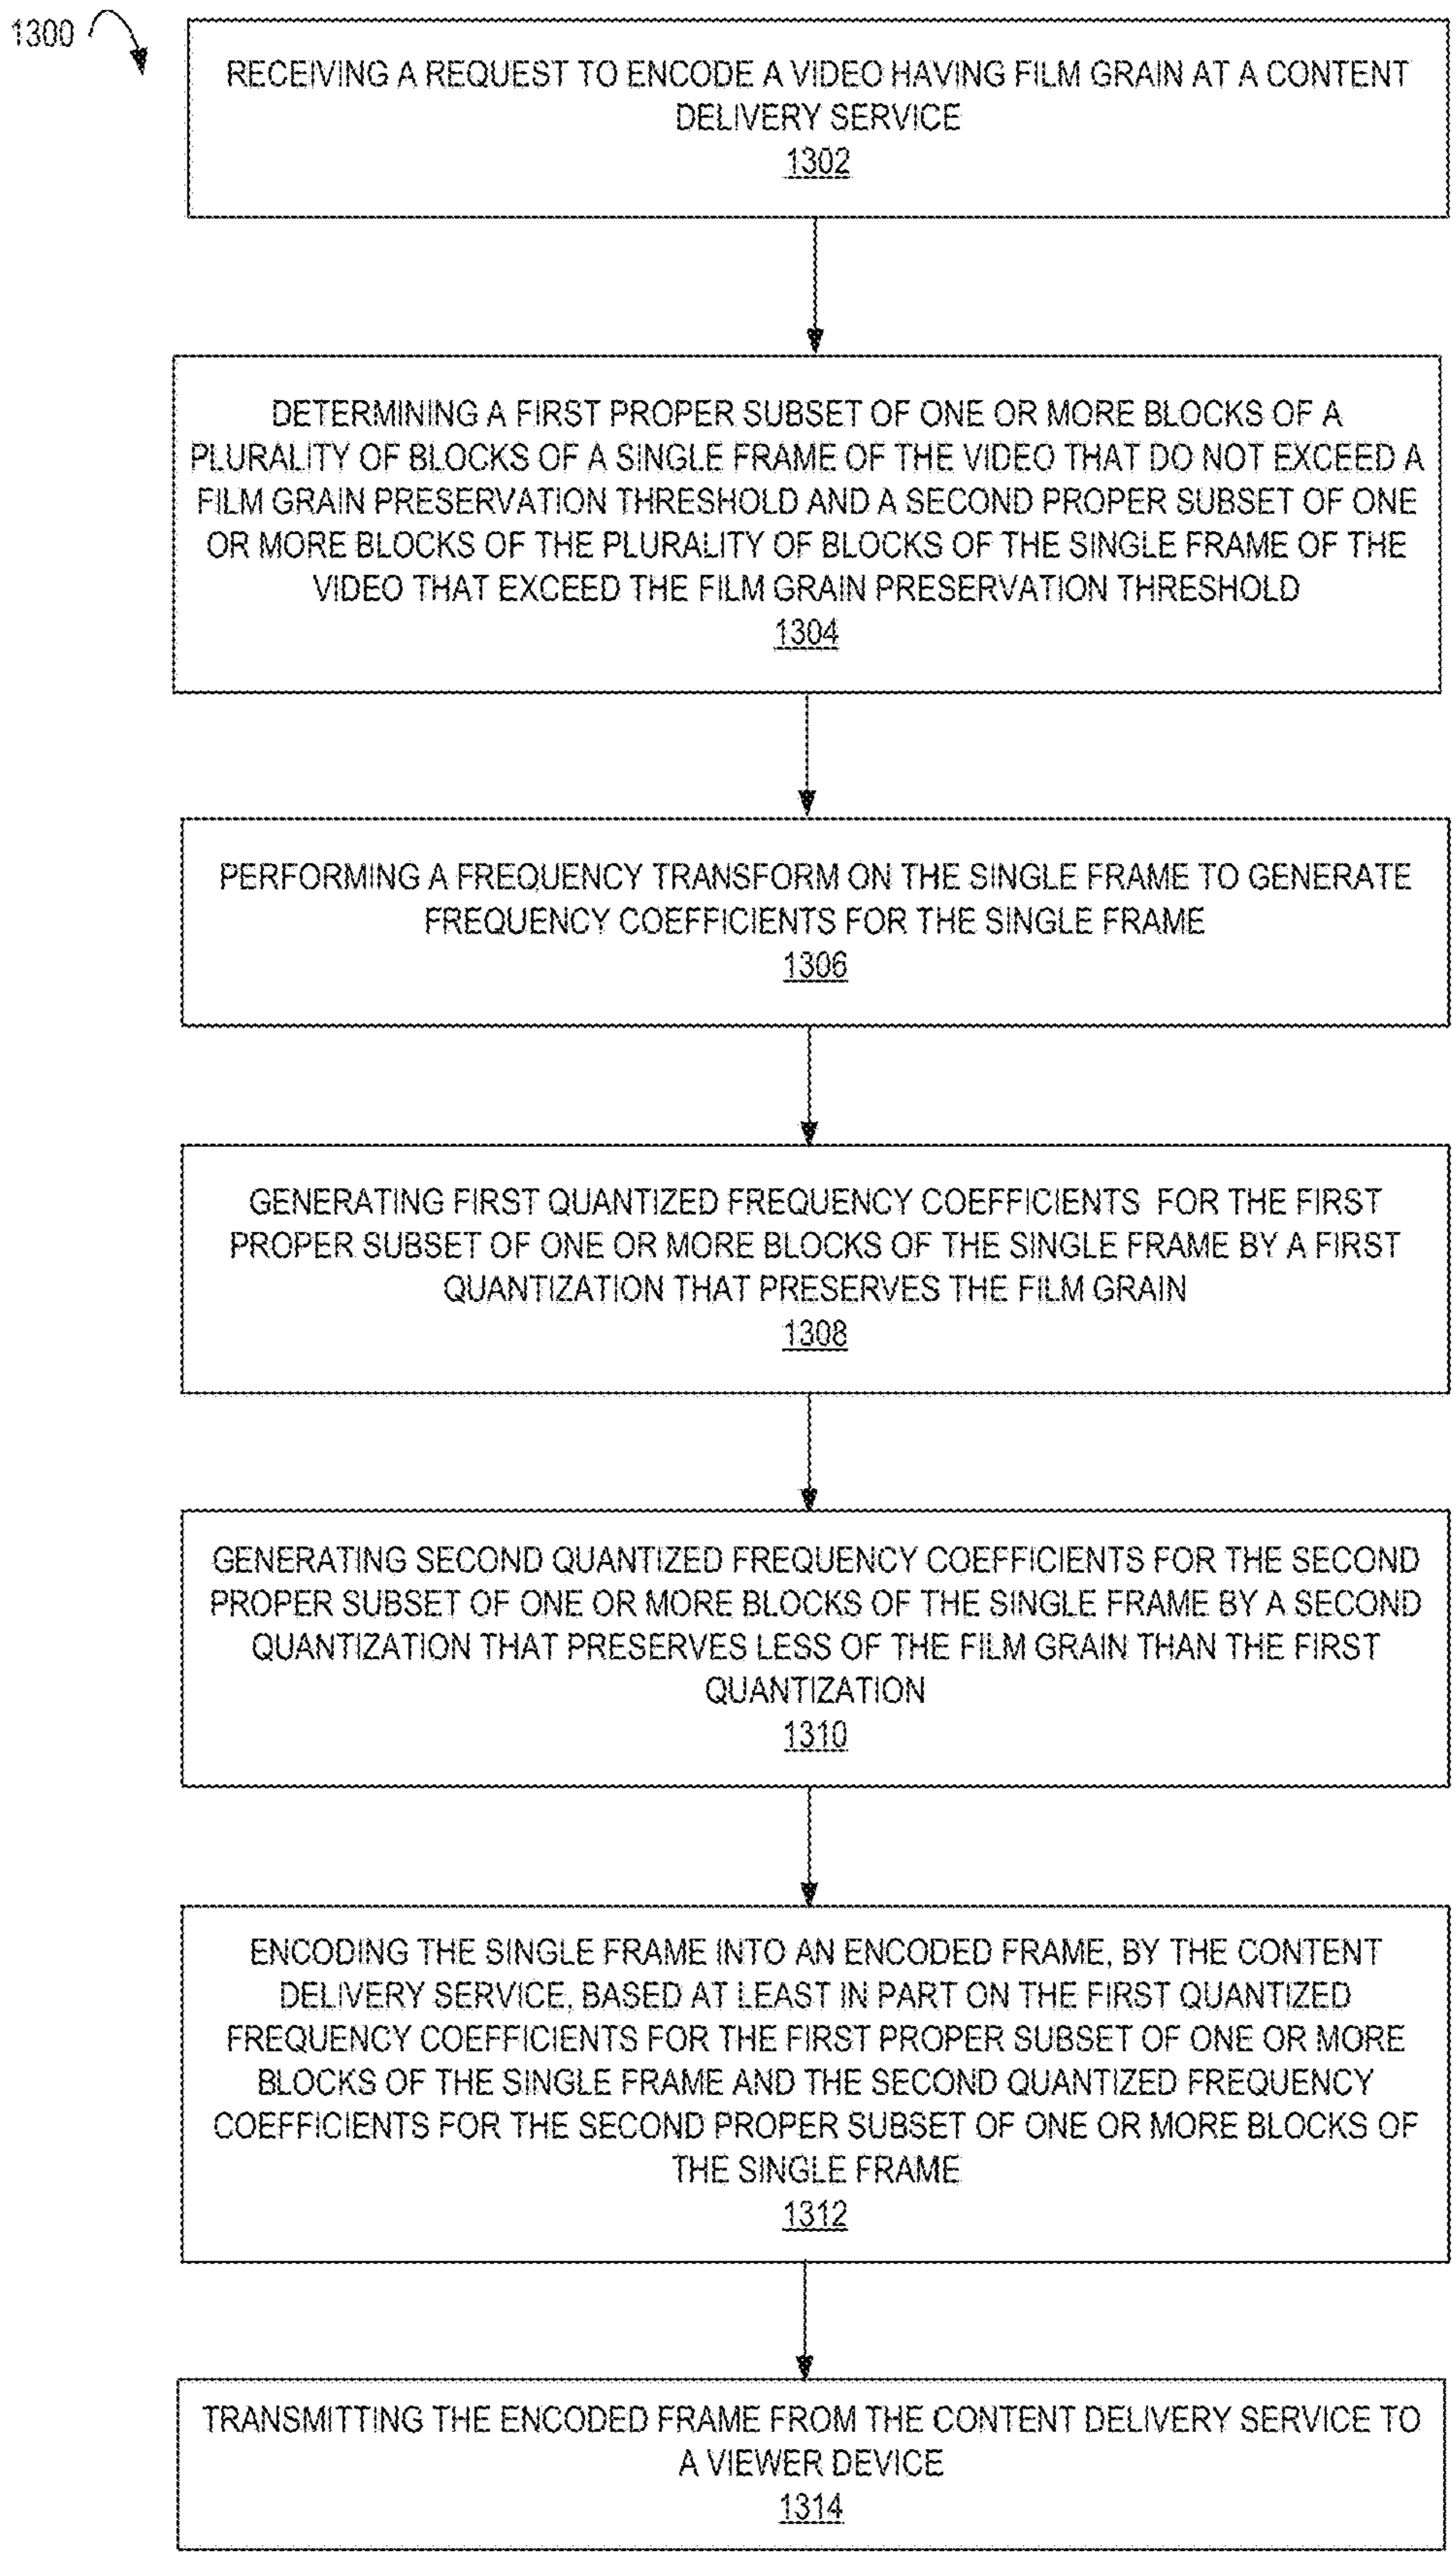 1300
RECEIVING A REQUEST TO ENCODE A VIDEO HAVING FILM GRAIN AT A CONTENT
DELIVERY SERVICE
1302
DETERMINING A FIRST PROPER SUBSET OF ONE OR MORE BLOCKS OF A
PLURALITY OF BLOCKS OF A SINGLE FRAME OF THE VIDEO THAT DO NOT EXCEED A
FILM GRAIN PRESERVATION THRESHOLD AND A SECOND PROPER SUBSET OF ONE
OR MORE BLOCKS OF THE PLURALITY OF BLOCKS OF THE SINGLE FRAME OF THE
VIDEO THAT EXCEED THE FILM GRAIN PRESERVATION THRESHOLD
1304
PERFORMING A FREQUENCY TRANSFORM ON THE SINGLE FRAME TO GENERATE
FREQUENCY COEFFICIENTS FOR THE SINGLE FRAME
1306
GENERATING FIRST QUANTIZED FREQUENCY COEFFICIENTS FOR THE FIRST
PROPER SUBSET OF ONE OR MORE BLOCKS OF THE SINGLE FRAME BY A FIRST
QUANTIZATION THAT PRESERVES THE FILM GRAIN
1308
GENERATING SECOND QUANTIZED FREQUENCY COEFFICIENTS FOR THE SECOND
PROPER SUBSET OF ONE OR MORE BLOCKS OF THE SINGLE FRAME BY A SECOND
QUANTIZATION THAT PRESERVES LESS OF THE FILM GRAIN THAN THE FIRST
QUANTIZATION
1310
ENCODING THE SINGLE FRAME INTO AN ENCODED FRAME, BY THE CONTENT
DELIVERY SERVICE, BASED AT LEAST IN PART ON THE FIRST QUANTIZED
FREQUENCY COEFFICIENTS FOR THE FIRST PROPER SUBSET OF ONE OR MORE
BLOCKS OF THE SINGLE FRAME AND THE SECOND QUANTIZED FREQUENCY
COEFFICIENTS FOR THE SECOND PROPER SUBSET OF ONE OR MORE BLOCKS OF
THE SINGLE FRAME
1312
TRANSMITTING THE ENCODED FRAME FROM THE CONTENT DELIVERY SERVICE TO
A VIEWER DEVICE
1314